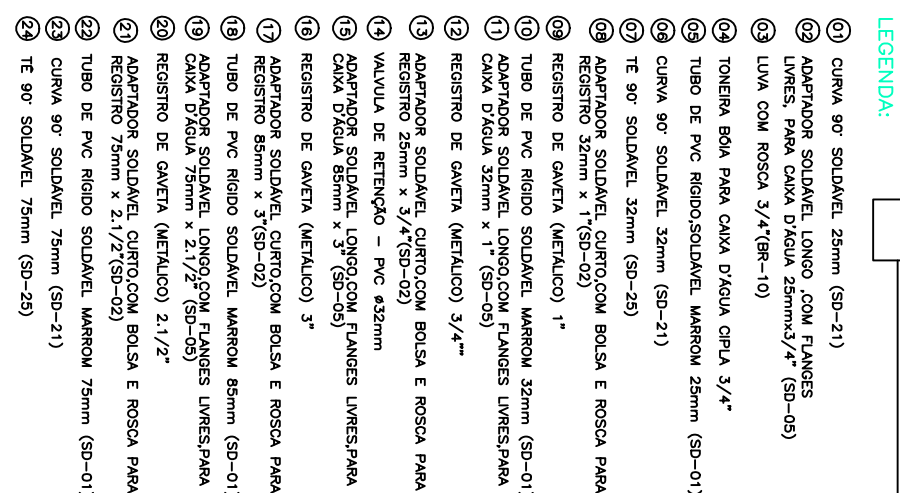 LEGENDA:
01 CURVA 90° SOLDÁVEL 25mm (SD-21)
02 ADAPTADOR SOLDÁVEL LONGO ,COM FLANGES
LIVRES, PARA CAIXA D'ÁGUA 25mmx3/4" (SD-05)
03 LUVA COM ROSCA 3/4"(BR-10)
04 TONEIRA BÓIA PARA CAIXA D'ÁGUA CIPLA 3/4"
05 TUBO DE PVC RÍGIDO,SOLDÁVEL MARROM 25mm (SD-01)
06 CURVA 90° SOLDÁVEL 32mm (SD-21)
07 TÊ 90° SOLDÁVEL 32mm (SD-25)
08 ADAPTADOR SOLDÁVEL CURTO,COM BOLSA E ROSCA PARA
REGISTRO 32mm x 1"(SD-02)
09 REGISTRO DE GAVETA (METÁLICO) 1"
10 TUBO DE PVC RÍGIDO SOLDÁVEL MARROM 32mm (SD-01)
11 ADAPTADOR SOLDÁVEL LONGO,COM FLANGES LIVRES,PARA
CAIXA D'ÁGUA 32mm x 1" (SD-05)
12 REGISTRO DE GAVETA (METÁLICO) 3/4""
13 ADAPTADOR SOLDÁVEL CURTO,COM BOLSA E ROSCA PARA
REGISTRO 25mm x 3/4"(SD-02)
14 VALVULA DE RETENÇÃO - PVC ø32mm
15 ADAPTADOR SOLDÁVEL LONGO,COM FLANGES LIVRES,PARA
CAIXA D'ÁGUA 85mm x 3" (SD-05)
16 REGISTRO DE GAVETA (METÁLICO) 3"
17 ADAPTADOR SOLDÁVEL CURTO,COM BOLSA E ROSCA PARA
REGISTRO 85mm x 3"(SD-02)
18 TUBO DE PVC RÍGIDO SOLDÁVEL MARROM 85mm (SD-01)
19 ADAPTADOR SOLDÁVEL LONGO,COM FLANGES LIVRES,PARA
CAIXA D'ÁGUA 75mm x 2.1/2" (SD-05)
20 REGISTRO DE GAVETA (METÁLICO) 2.1/2"
21 ADAPTADOR SOLDÁVEL CURTO,COM BOLSA E ROSCA PARA
REGISTRO 75mm x 2.1/2"(SD-02)
22 TUBO DE PVC RÍGIDO SOLDÁVEL MARROM 75mm (SD-01)
23 CURVA 90° SOLDÁVEL 75mm (SD-21)
24 TÊ 90° SOLDÁVEL 75mm (SD-25)